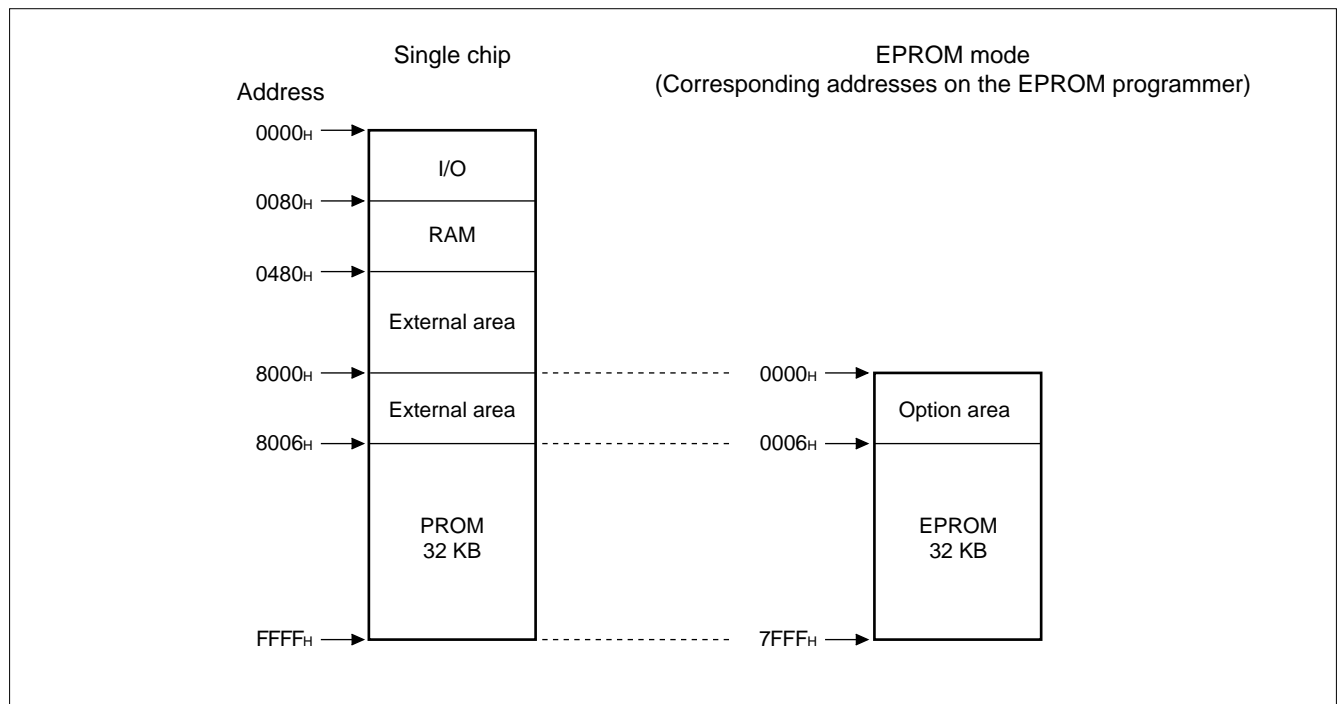 Single chip
EPROM mode
(Corresponding addresses on the EPROM programmer)
Address
0000H
I/O
0080H
RAM
0480H
External area
8000H
0000H
External area
Option area
8006H
0006H
PROM
32 KB
EPROM
32 KB
FFFFH
7FFFH